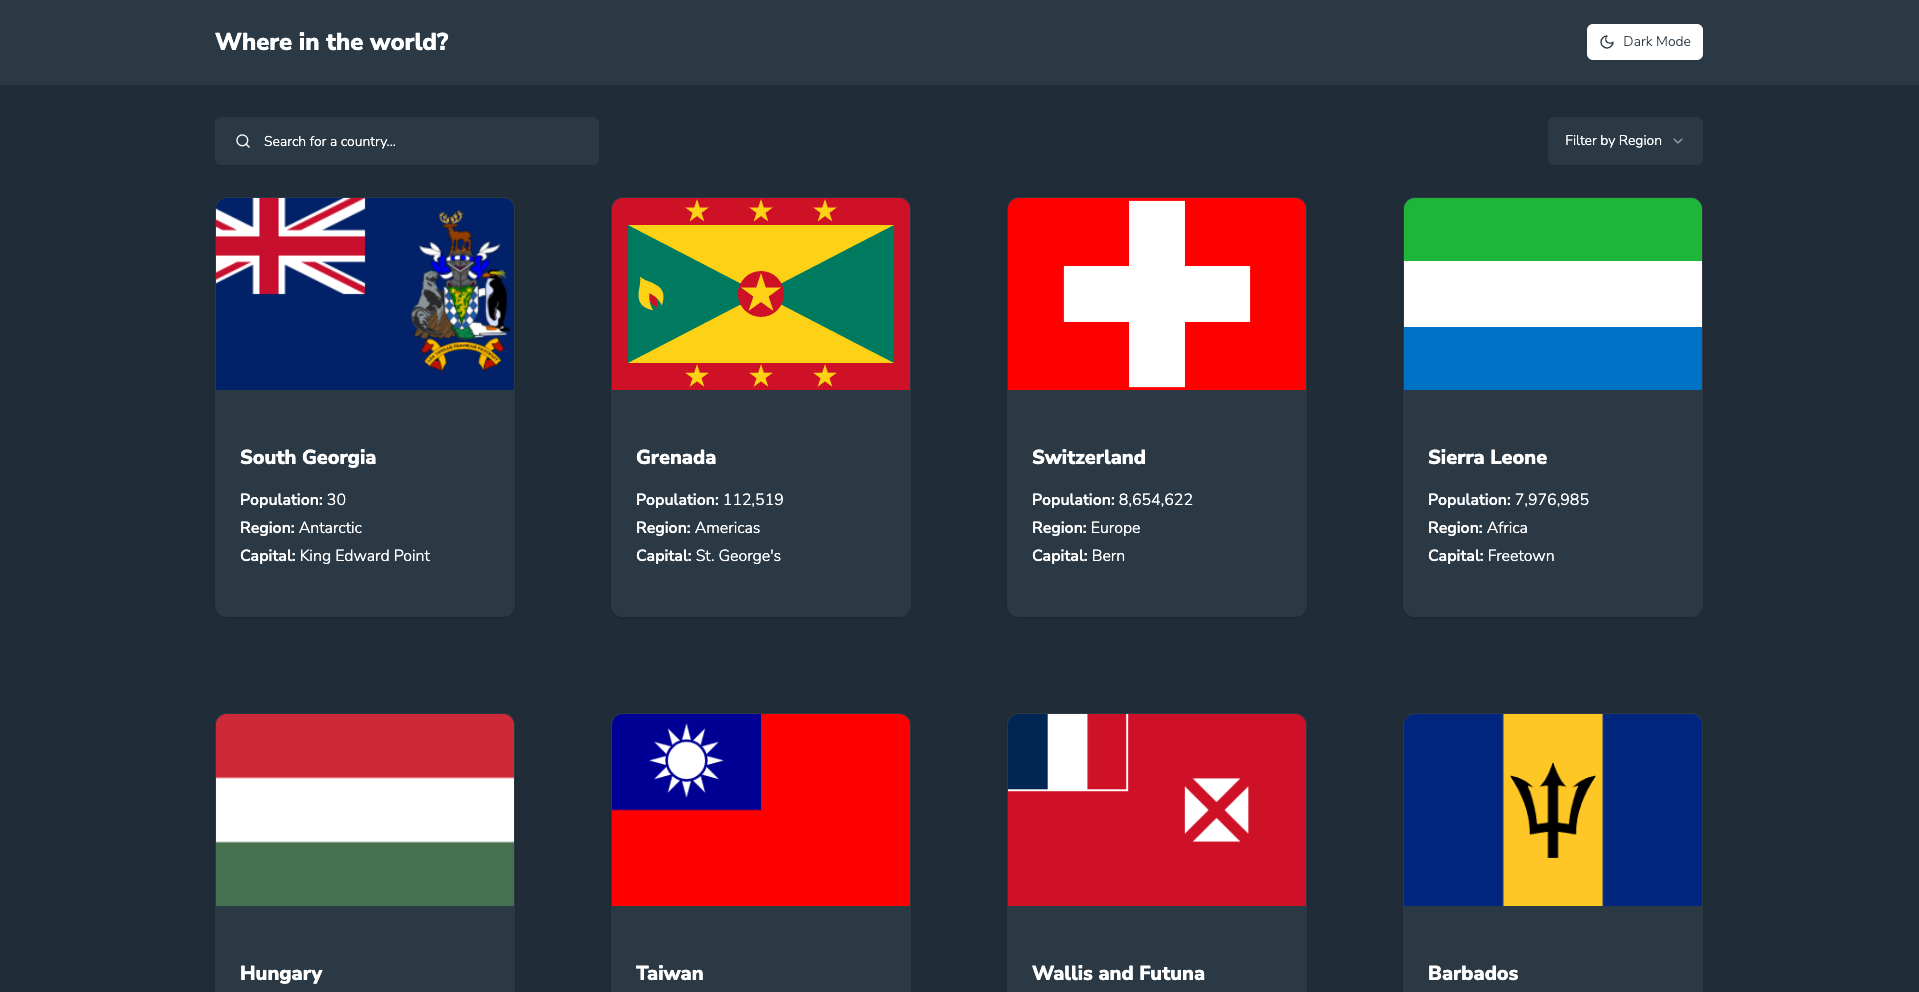 Where in the world?
Dark Mode
Search for a country...
Filter by Region
South Georgia
Population: 30
Region: Antarctic
Capital: King Edward Point
Grenada
Population: 112,519
Region: Americas
Capital: St. George's
Switzerland
Population: 8,654,622
Region: Europe
Capital: Bern
Sierra Leone
Population: 7,976,985
Region: Africa
Capital: Freetown
Hungary
Taiwan
Wallis and Futuna
Barbados